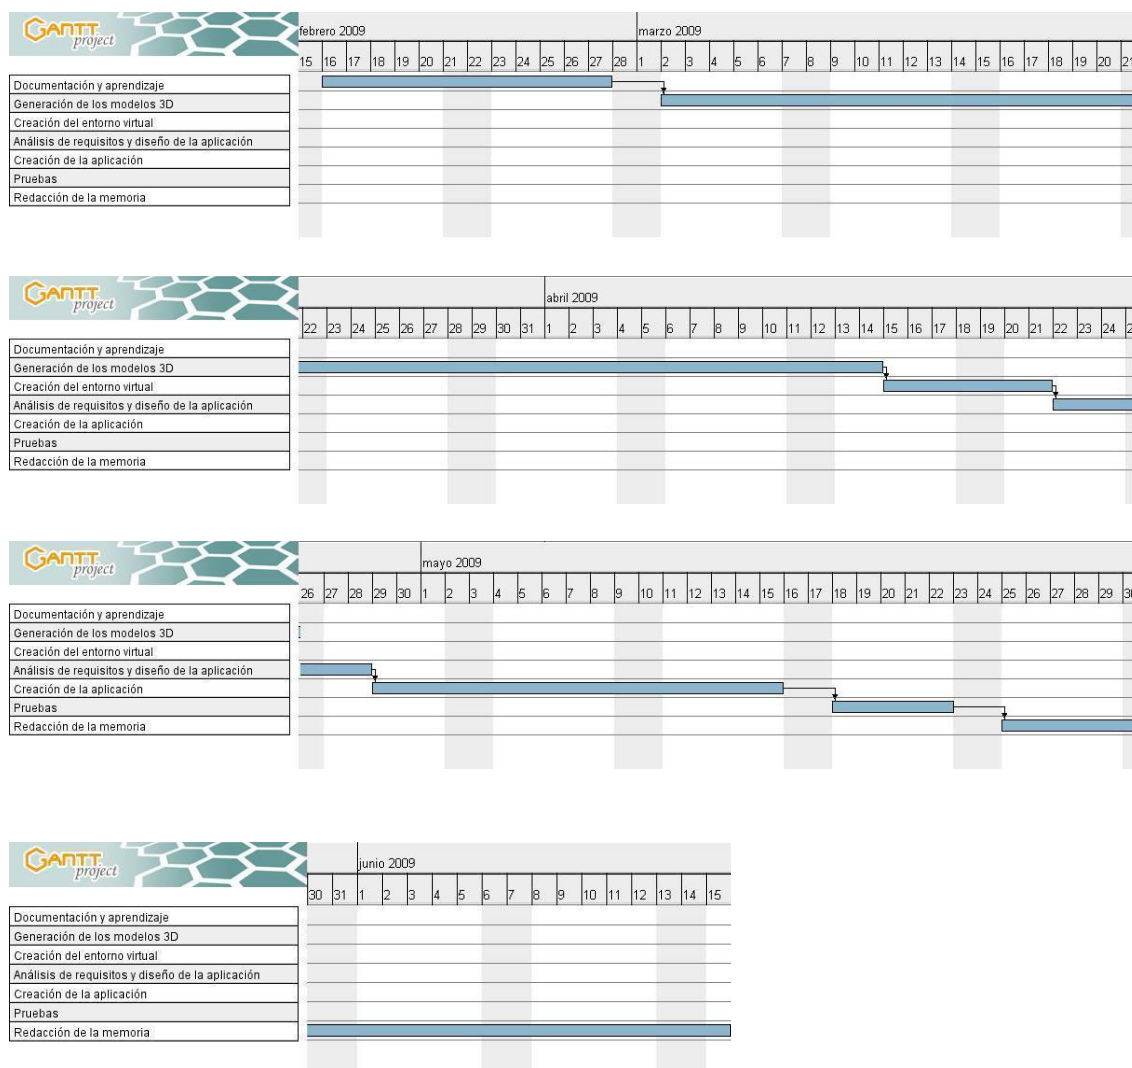 GANTT project
febrero 2009 marzo 2009
15 16 17 18 19 20 21 22 23 24 25 26 27 28 1 2 3 4 5 6 7 8 9 10 11 12 13 14 15 16 17 18 19 20 21
Documentación y aprendizaje
Generación de los modelos 3D
Creación del entorno virtual
Análisis de requisitos y diseño de la aplicación
Creación de la aplicación
Pruebas
Redacción de la memoria
GANTT project
abril 2009
22 23 24 25 26 27 28 29 30 31 1 2 3 4 5 6 7 8 9 10 11 12 13 14 15 16 17 18 19 20 21 22 23 24 2
Documentación y aprendizaje
Generación de los modelos 3D
Creación del entorno virtual
Análisis de requisitos y diseño de la aplicación
Creación de la aplicación
Pruebas
Redacción de la memoria
GANTT project
mayo 2009
26 27 28 29 30 1 2 3 4 5 6 7 8 9 10 11 12 13 14 15 16 17 18 19 20 21 22 23 24 25 26 27 28 29 30
Documentación y aprendizaje
Generación de los modelos 3D
Creación del entorno virtual
Análisis de requisitos y diseño de la aplicación
Creación de la aplicación
Pruebas
Redacción de la memoria
GANTT project
junio 2009
30 31 1 2 3 4 5 6 7 8 9 10 11 12 13 14 15
Documentación y aprendizaje
Generación de los modelos 3D
Creación del entorno virtual
Análisis de requisitos y diseño de la aplicación
Creación de la aplicación
Pruebas
Redacción de la memoria